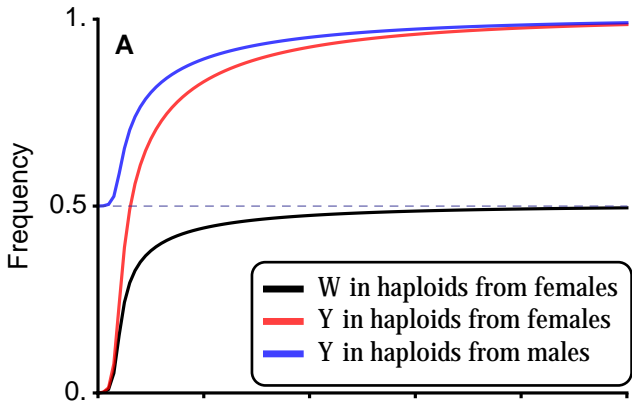 1.
A
Frequency
0.5
W in haploids from females
Y in haploids from females
Y in haploids from males
0.